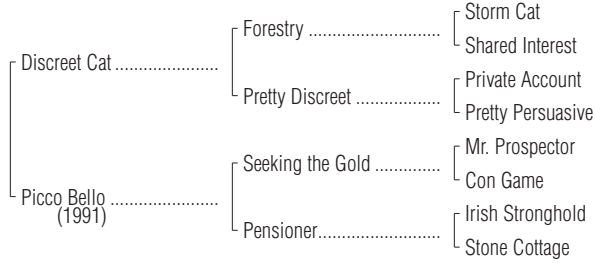 Storm Cat
Forestry ............................
Shared Interest
Discreet Cat ......................
Private Account
Pretty Discreet ..................
Pretty Persuasive
Mr. Prospector
Seeking the Gold ..............
Con Game
Picco Bello .......................
(1991)
Irish Stronghold
Pensioner..........................
Stone Cottage